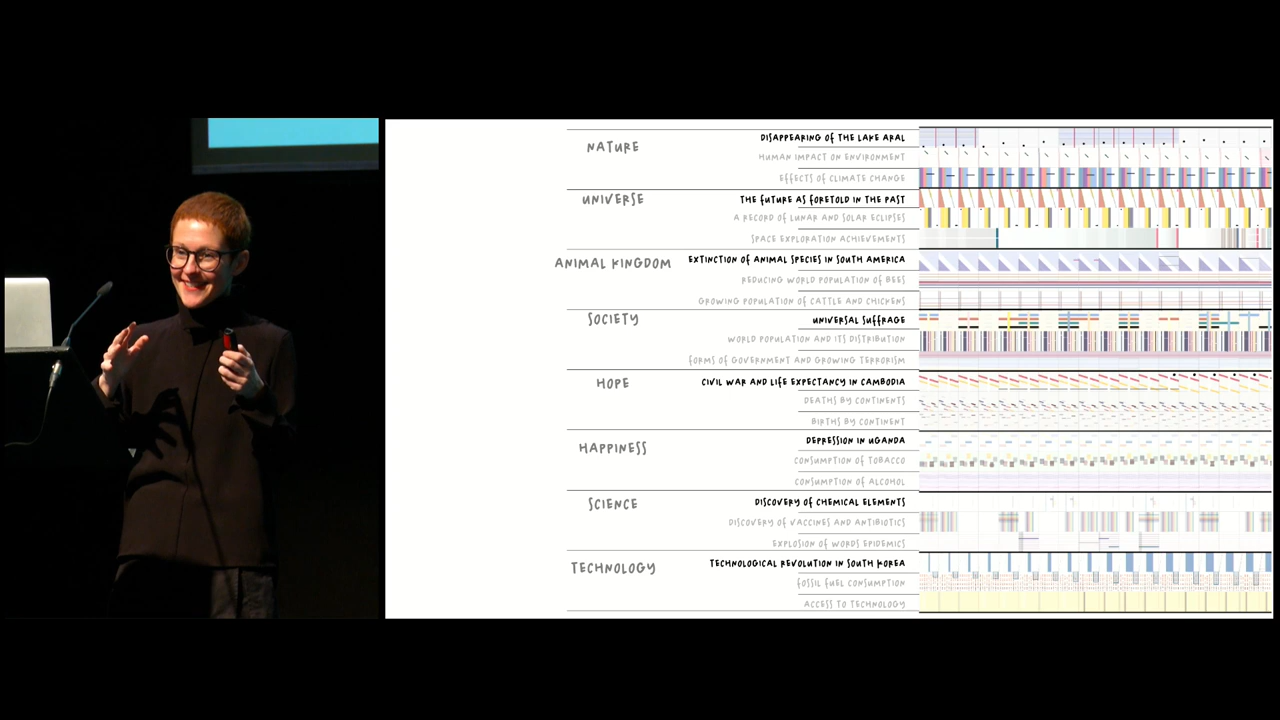 NATURE
DISAPPEARING OF THE LAKE ARAL
HUMAN IMPACT ON ENVIRONMENT
EFFECTS OF CLIMATE CHANGE
UNIVERSE
THE FUTURE AS FORETOLD IN THE PAST
A RECORD OF LUNAR AND SOLAR ECLIPSES
SPACE EXPLORATION ACHIEVEMENTS
ANIMAL KINGDOM
EXTINCTION OF ANIMAL SPECIES IN SOUTH AMERICA
REDUCING WORLD POPULATION OF BEES
GROWING POPULATION OF CATTLE AND CHICKENS
SOCIETY
UNIVERSAL SUFFRAGE
WORLD POPULATION AND ITS DISTRIBUTION
FORMS OF GOVERNMENT AND GROWING TERRORISM
HOPE
CIVIL WAR AND LIFE EXPECTANCY IN CAMBODIA
DEATHS BY CONTINENTS
BIRTHS BY CONTINENT
HAPPINESS
DEPRESSION IN UGANDA
CONSUMPTION OF TOBACCO
CONSUMPTION OF ALCOHOL
SCIENCE
DISCOVERY OF CHEMICAL ELEMENTS
DISCOVERY OF VACCINES AND ANTIBIOTICS
EXPLOSION OF WORDS EPIDEMICS
TECHNOLOGY
TECHNOLOGICAL REVOLUTION IN SOUTH KOREA
FOSSIL FUEL CONSUMPTION
ACCESS TO TECHNOLOGY